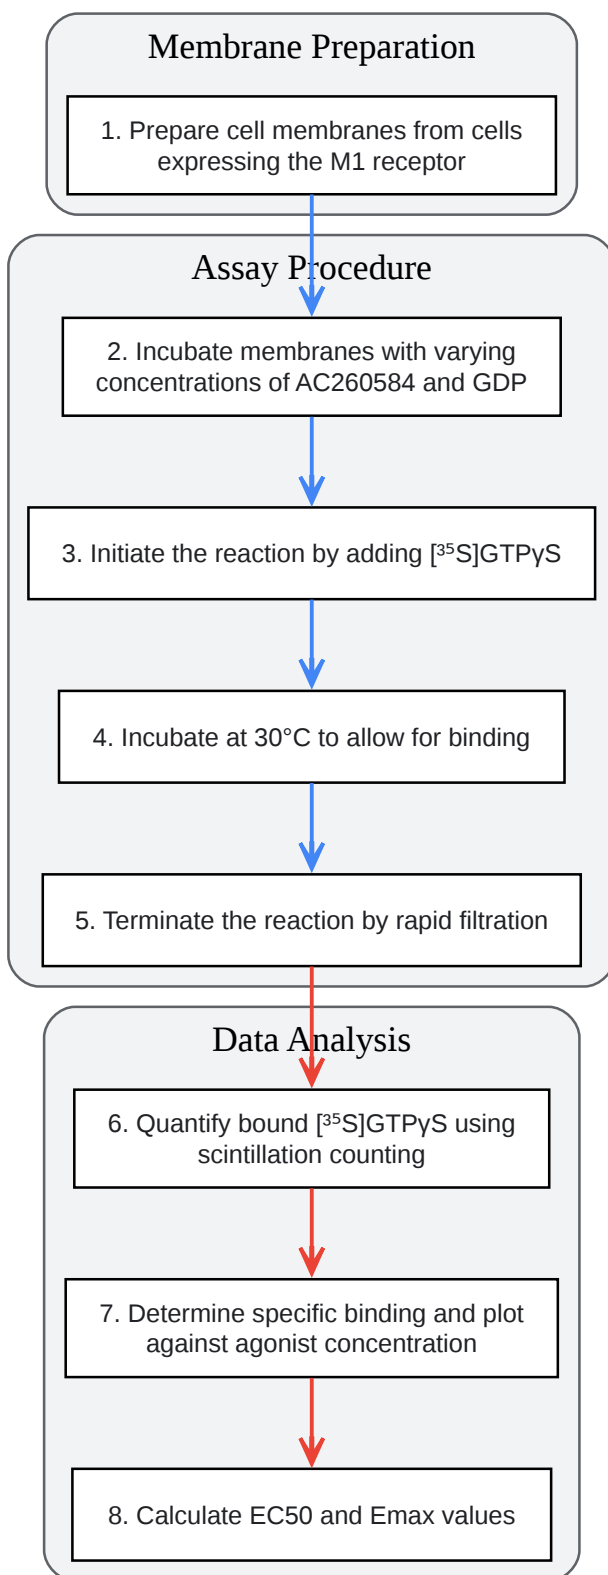 Membrane Preparation
1. Prepare cell membranes from cells
expressing the M1 receptor
Assay Procedure
2. Incubate membranes with varying
concentrations of AC260584 and GDP
3. Initiate the reaction by adding [³⁵S]GTPγS
4. Incubate at 30°C to allow for binding
5. Terminate the reaction by rapid filtration
Data Analysis
6. Quantify bound [³⁵S]GTPγS using
scintillation counting
7. Determine specific binding and plot
against agonist concentration
8. Calculate EC50 and Emax values